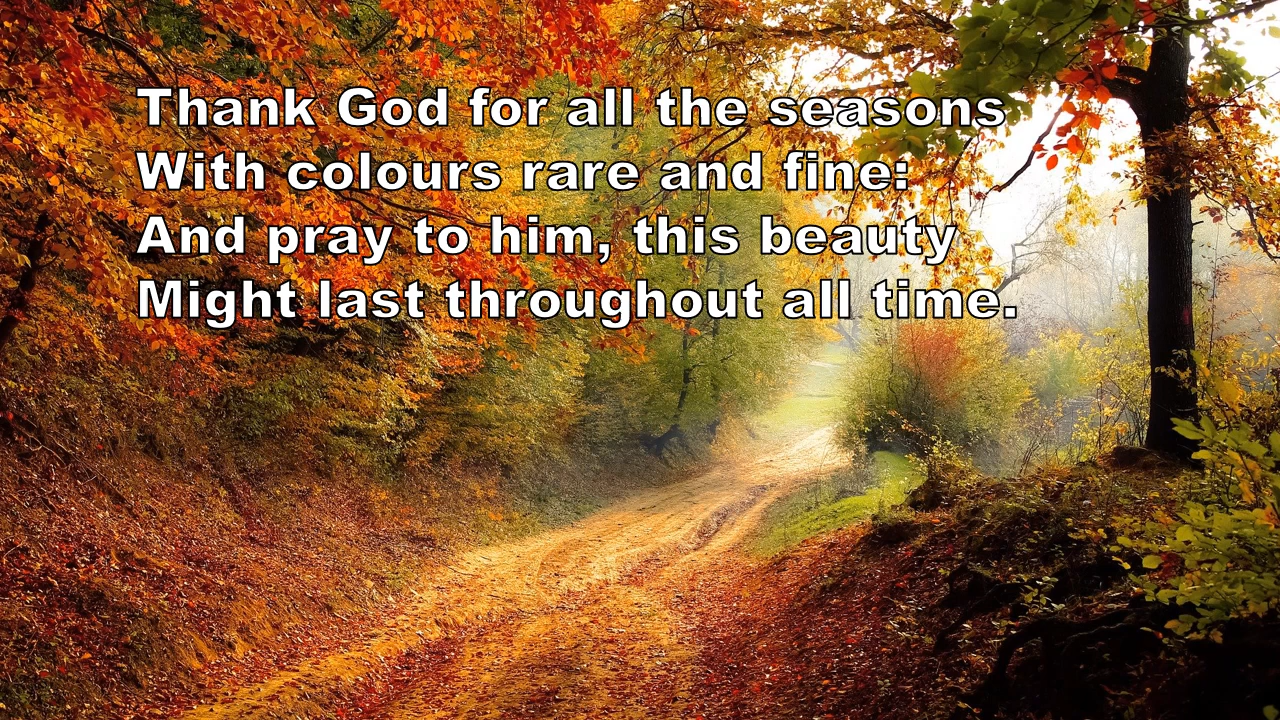 Thank God for all the seasons
With colours rare and fine:
And pray to him, this beauty
Might last throughout all time.